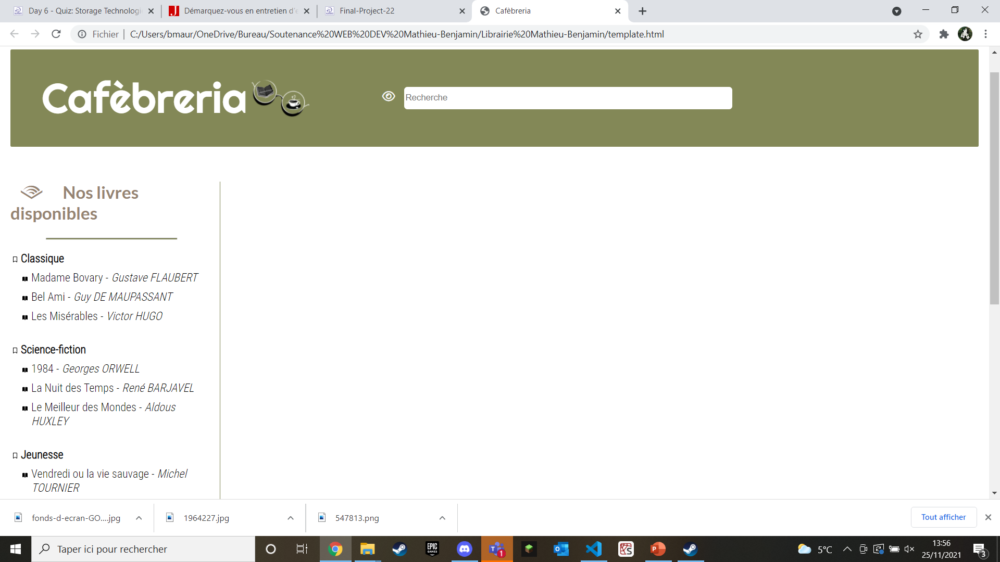 Day 6 - Quiz: Storage Technologi
Démarquez-vous en entretien d'e
Final-Project-22
Cafèbreria
Fichier
C:/Users/bmaur/OneDrive/Bureau/Soutenance%20WEB%20DEV%20Mathieu-Benjamin/Librairie%20Mathieu-Benjamin/template.html
Cafèbreria
Recherche
Nos livres
disponibles
Classique
Madame Bovary - Gustave FLAUBERT
Bel Ami - Guy DE MAUPASSANT
Les Misérables - Victor HUGO
Science-fiction
1984 - Georges ORWELL
La Nuit des Temps - René BARJAVEL
Le Meilleur des Mondes - Aldous
HUXLEY
Jeunesse
Vendredi ou la vie sauvage - Michel
TOURNIER
fonds-d-ecran-GO....jpg
1964227.jpg
547813.png
Tout afficher
Taper ici pour rechercher
EPIC
GAMES
1
5°C
13:56
25/11/2021
3